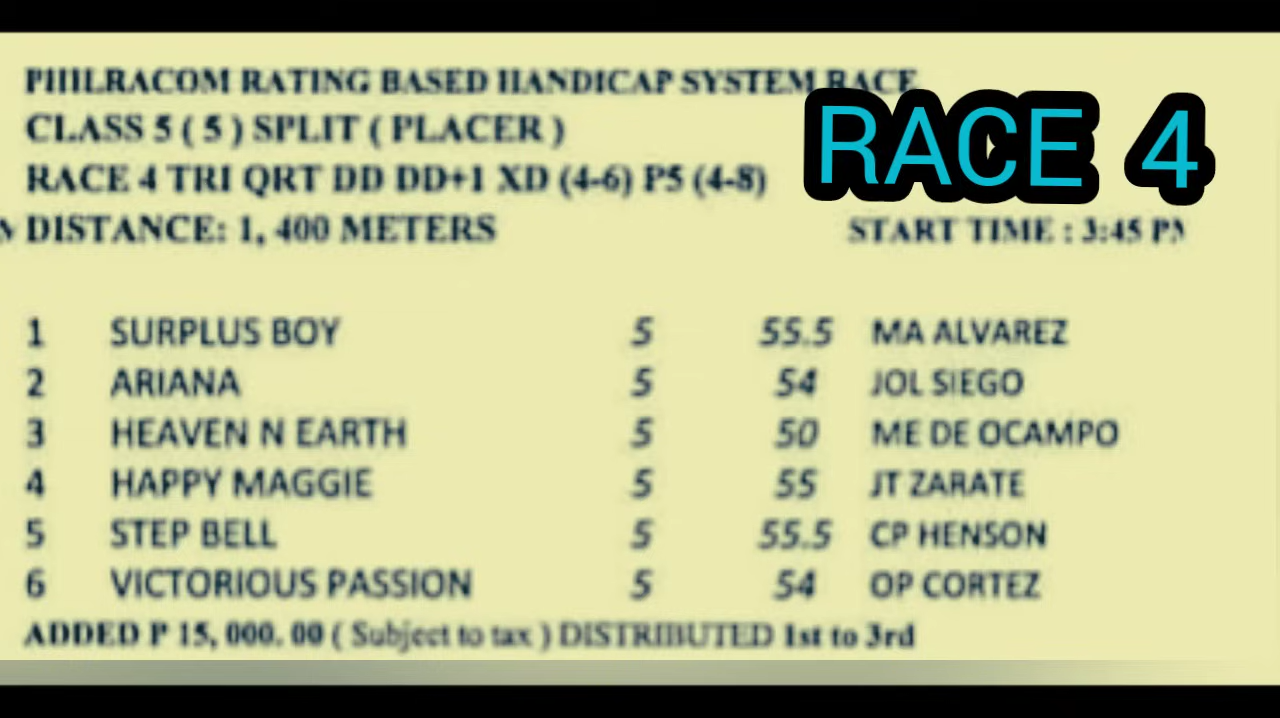 PHILRACOM RATING BASED HANDICAP SYSTEM RACE
CLASS 5 ( 5 ) SPLIT ( PLACER )
RACE 4
RACE 4 TRI QRT DD DD+1 XD (4-6) P5 (4-8)
DISTANCE: 1, 400 METERS START TIME : 3:45 PM
1 SURPLUS BOY 5 55.5 MA ALVAREZ
2 ARIANA 5 54 JOL SIEGO
3 HEAVEN N EARTH 5 50 ME DE OCAMPO
4 HAPPY MAGGIE 5 55 JT ZARATE
5 STEP BELL 5 55.5 CP HENSON
6 VICTORIOUS PASSION 5 54 OP CORTEZ
ADDED P 15, 000. 00 ( Subject to tax ) DISTRIBUTED 1st to 3rd